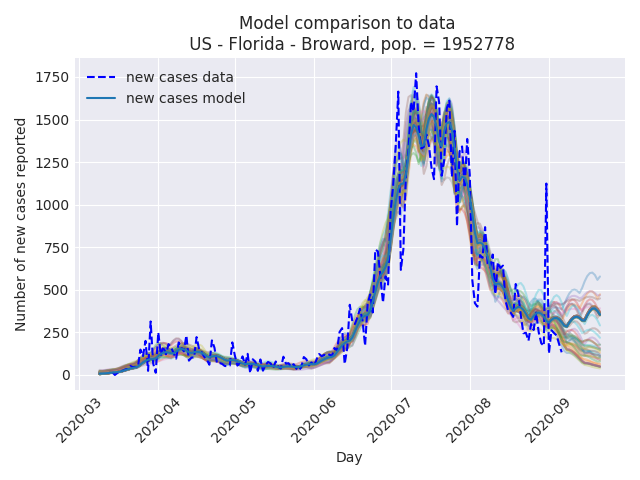 Model comparison to data
US - Florida - Broward, pop. = 1952778
new cases data
new cases model
Number of new cases reported
1750
1500
1250
1000
750
500
250
0
2020-03
2020-04
2020-05
2020-06
2020-07
2020-08
2020-09
Day